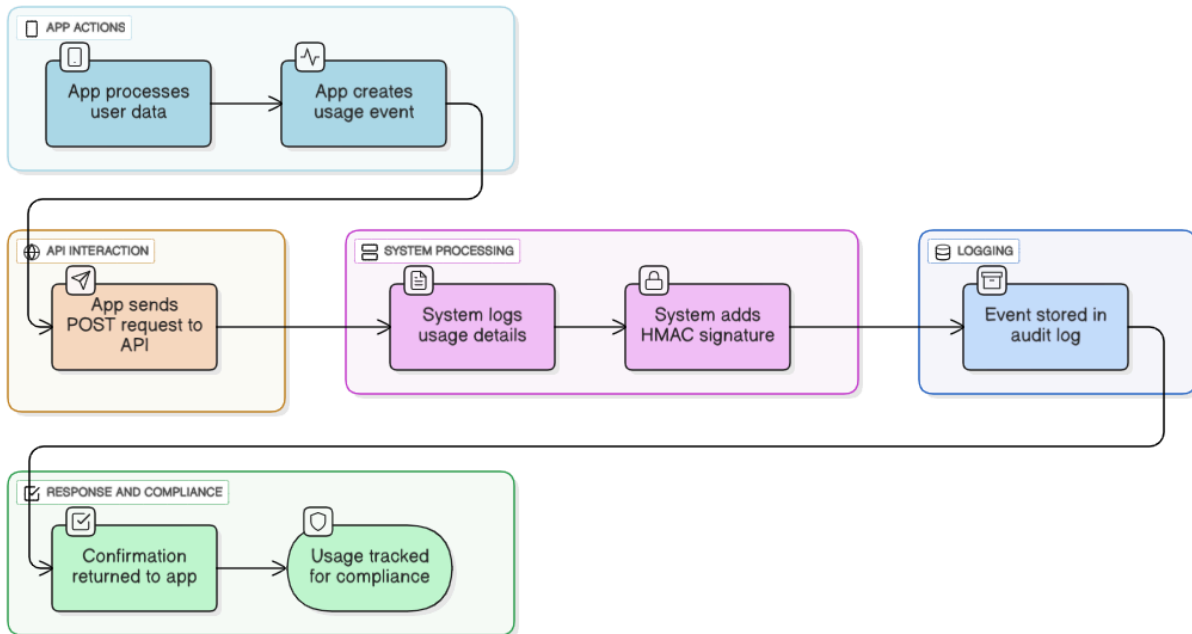 APP ACTIONS
App processes
user data
App creates
usage event
API INTERACTION
App sends
POST request to
API
SYSTEM PROCESSING
System logs
usage details
System adds
HMAC signature
LOGGING
Event stored in
audit log
RESPONSE AND COMPLIANCE
Confirmation
returned to app
Usage tracked
for compliance